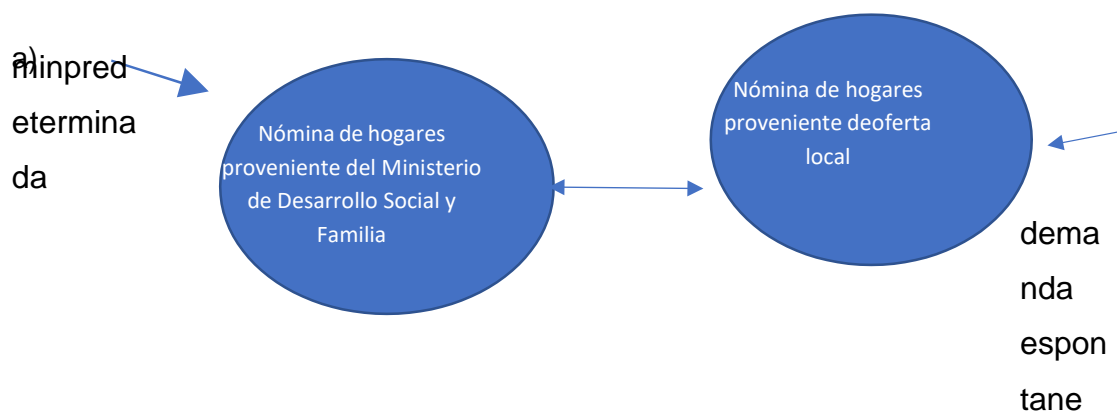 a)
minpred
etermina
da
Nómina de hogares
proveniente del Ministerio
de Desarrollo Social y
Familia
Nómina de hogares
proveniente deoferta
local
dema
nda
espon
tane